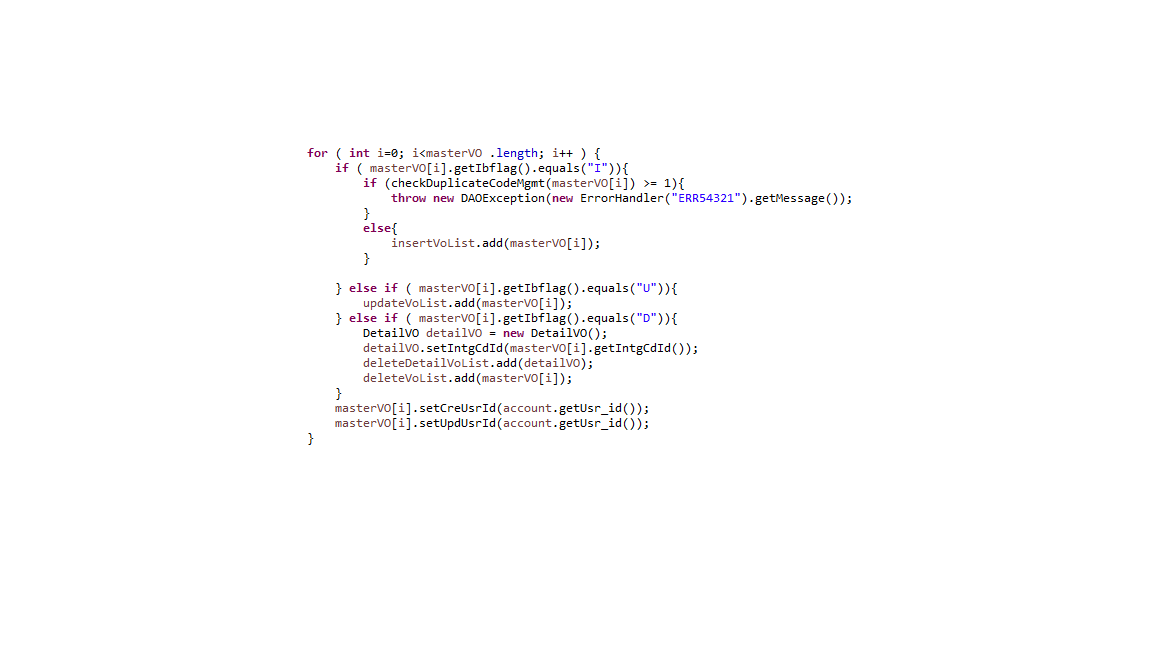 for ( int i=0; i<masterVO .length; i++ ) {
    if ( masterVO[i].getIbflag().equals("I")){
        if (checkDuplicateCodeMgmt(masterVO[i]) >= 1){
            throw new DAOException(new ErrorHandler("ERR54321").getMessage());
        }
        else{
            insertVoList.add(masterVO[i]);
        }
    } else if ( masterVO[i].getIbflag().equals("U")){
        updateVoList.add(masterVO[i]);
    } else if ( masterVO[i].getIbflag().equals("D")){
        DetailVO detailVO = new DetailVO();
        detailVO.setIntgCdId(masterVO[i].getIntgCdId());
        deleteDetailVoList.add(detailVO);
        deleteVoList.add(masterVO[i]);
    }
    masterVO[i].setCreUsrId(account.getUsr_id());
    masterVO[i].setUpdUsrId(account.getUsr_id());
}